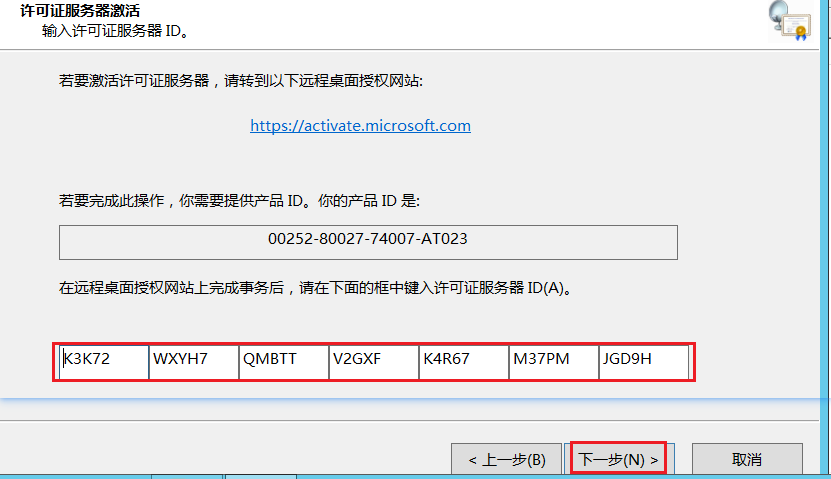 许可证服务器激活
输入许可证服务器 ID。
若要激活许可证服务器，请转到以下远程桌面授权网站:
https://activate.microsoft.com
若要完成此操作，你需要提供产品 ID。你的产品 ID 是:
00252-80027-74007-AT023
在远程桌面授权网站上完成事务后，请在下面的框中键入许可证服务器 ID(A)。
K3K72 WXYH7 QMBTT V2GXF K4R67 M37PM JGD9H
< 上一步(B) 下一步(N) > 取消